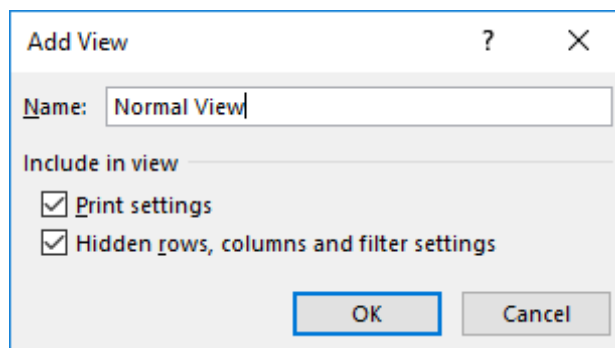 Add View ?
Name: Normal View
Include in view
Print settings
Hidden rows, columns and filter settings
OK Cancel